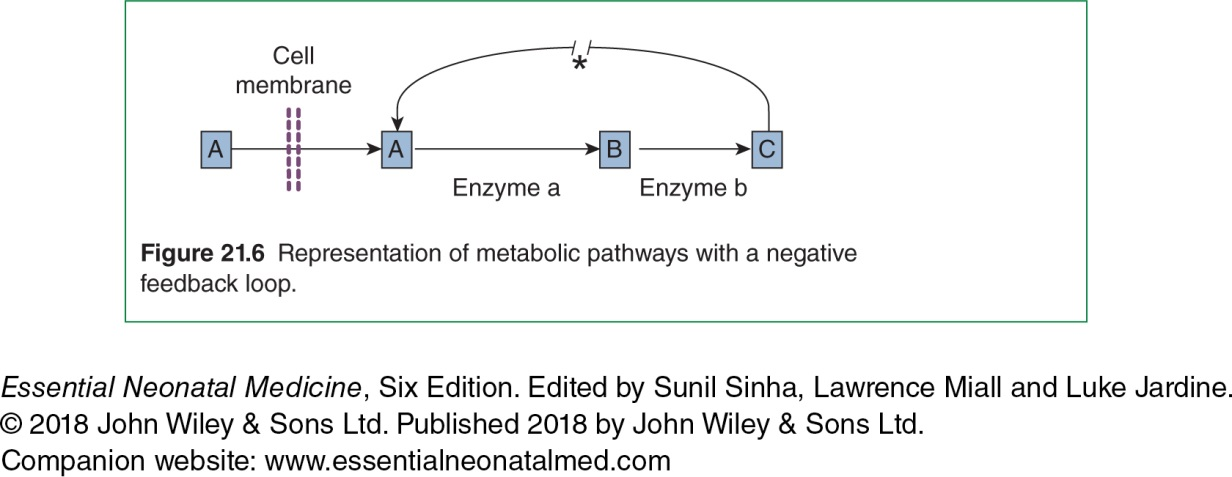 Cell
membrane
*
A A B C
Enzyme a Enzyme b
Figure 21.6 Representation of metabolic pathways with a negative
feedback loop.
Essential Neonatal Medicine, Six Edition. Edited by Sunil Sinha, Lawrence Miall and Luke Jardine.
© 2018 John Wiley & Sons Ltd. Published 2018 by John Wiley & Sons Ltd.
Companion website: www.essentialneonatalmed.com